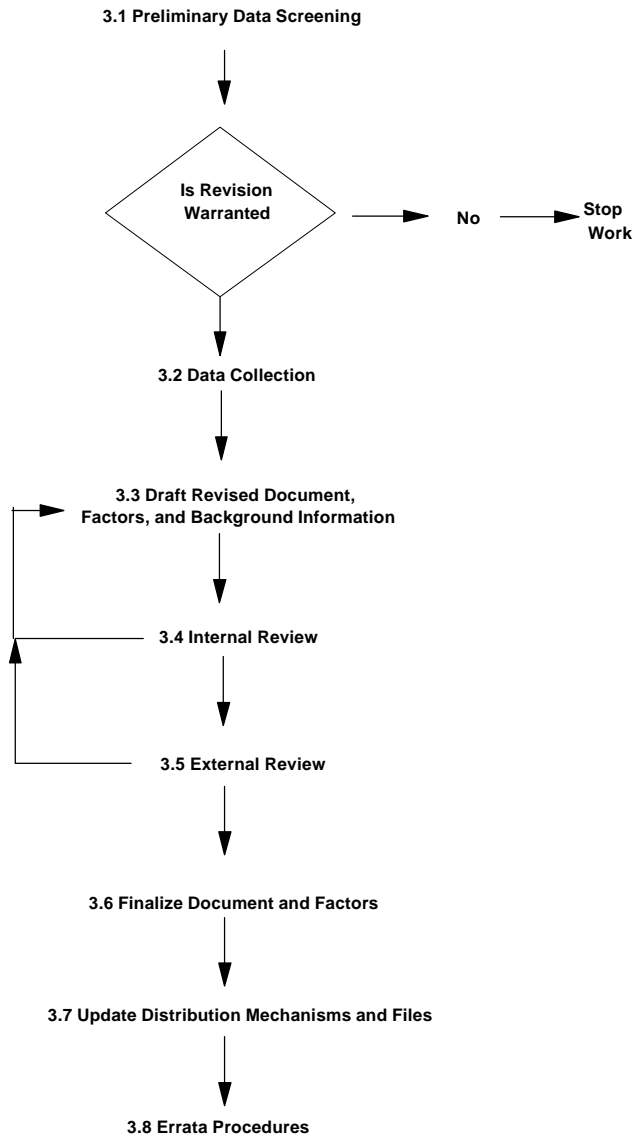 3.1 Preliminary Data Screening
Is Revision
Warranted
No
Stop
Work
3.2 Data Collection
3.3 Draft Revised Document,
Factors, and Background Information
3.4 Internal Review
3.5 External Review
3.6 Finalize Document and Factors
3.7 Update Distribution Mechanisms and Files
3.8 Errata Procedures